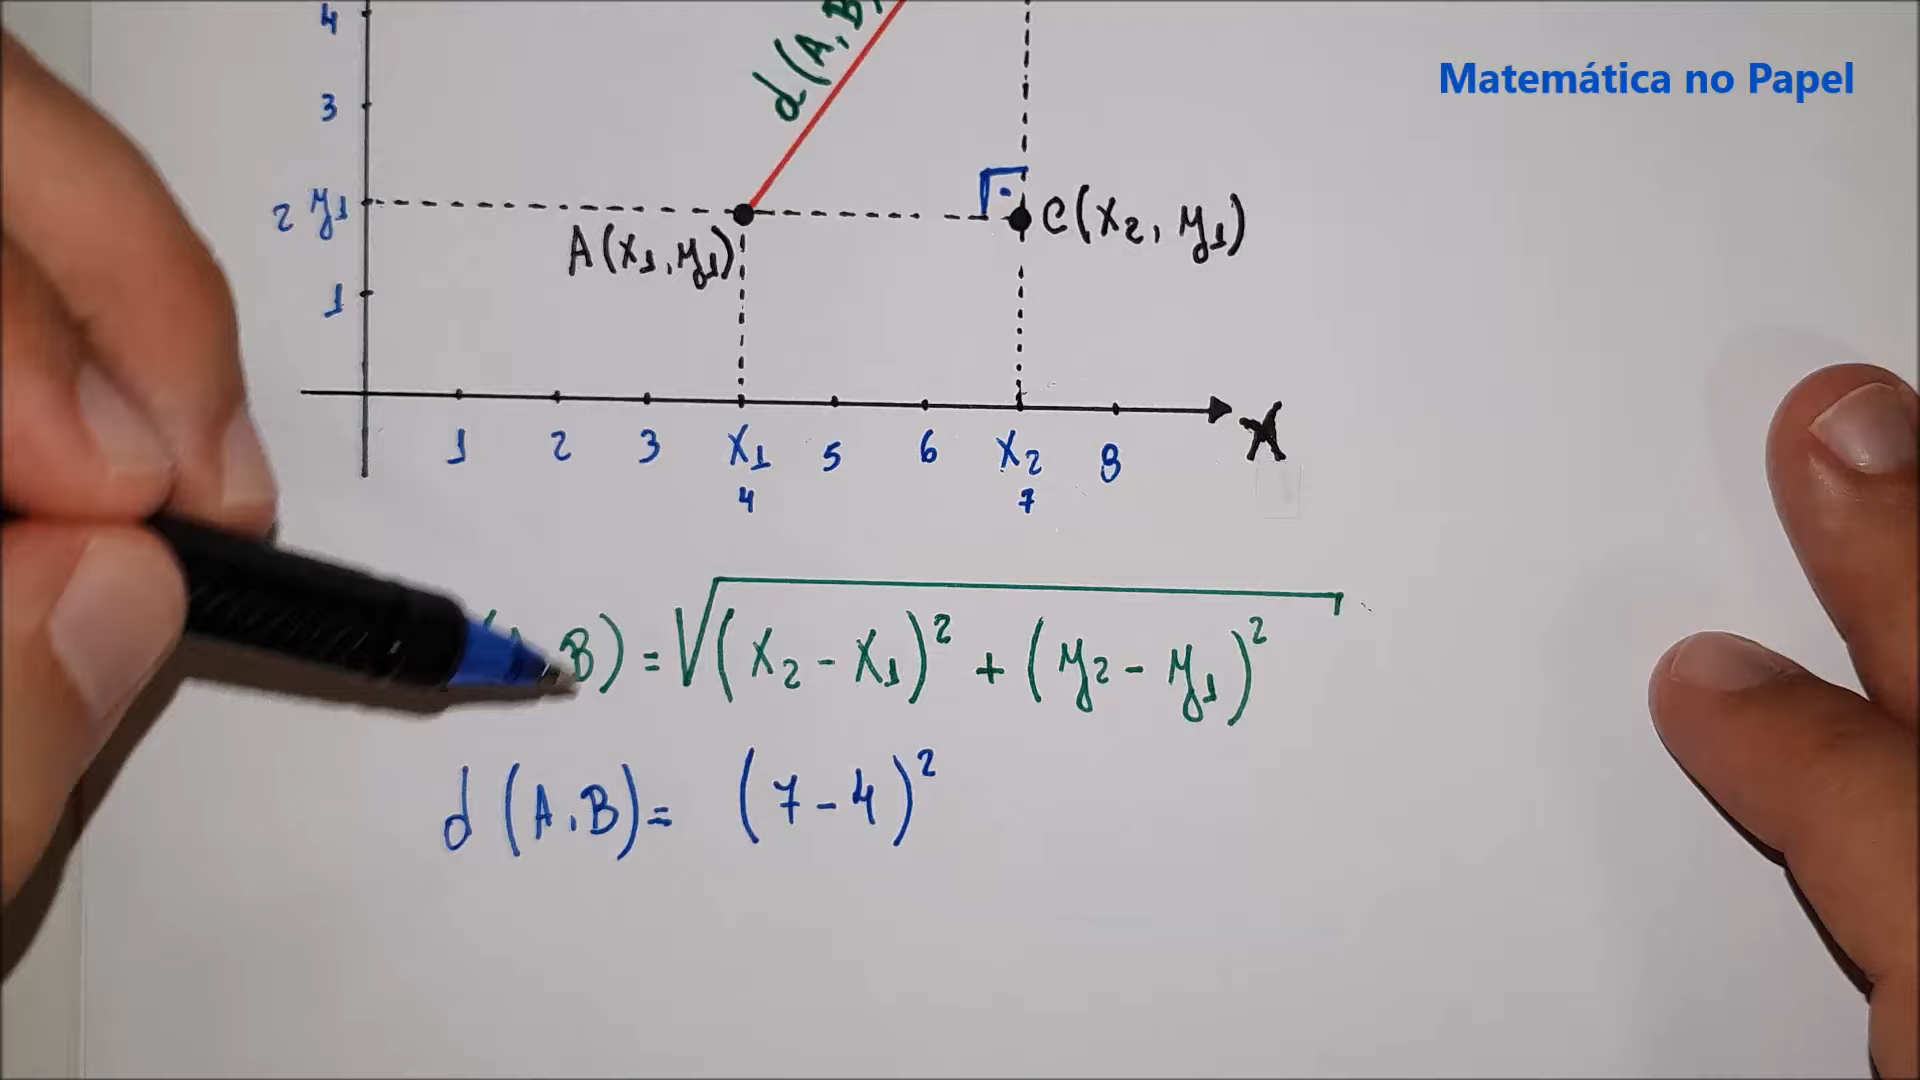 4
d(A,B)
Matemática no Papel
3
2 y₁
A(x₁,y₁)
C(x₂, y₁)
1
X
1 2 3 X₁ 5 6 X₂ 8
4 7
B) = √(X₂ - X₁)² + (y₂ - y₁)²
d (A,B) = (7 - 4)²